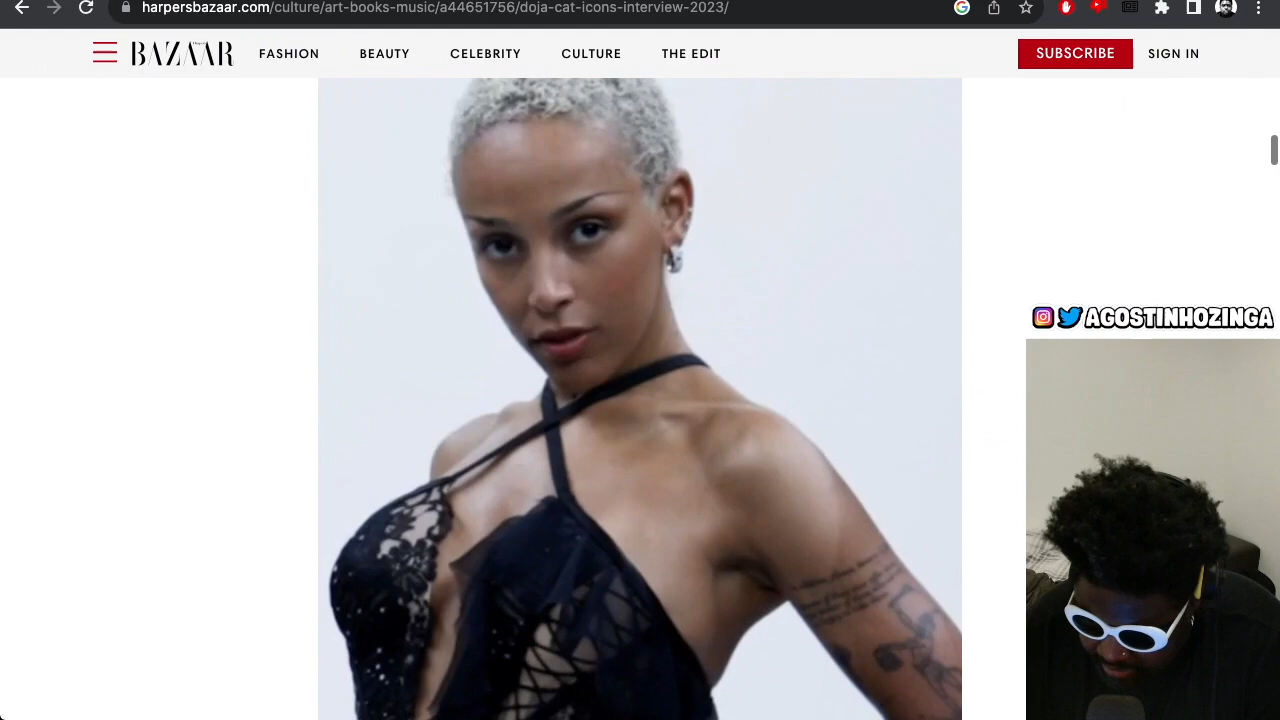 harpersbazaar.com/culture/art-books-music/a44651756/doja-cat-icons-interview-2023/
BAZAAR FASHION BEAUTY CELEBRITY CULTURE THE EDIT SUBSCRIBE SIGN IN
AGOSTINHOZINGA